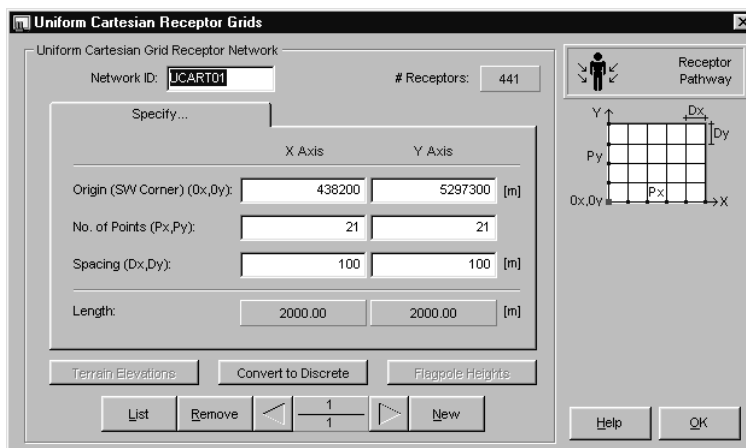 Uniform Cartesian Receptor Grids
Uniform Cartesian Grid Receptor Network
Network ID: UCART01
# Receptors: 441
Receptor
Pathway
Specify...
X Axis Y Axis
Origin (SW Corner) (0x,0y): 438200 5297300 [m]
No. of Points (Px,Py): 21 21
Spacing (Dx,Dy): 100 100 [m]
Length: 2000.00 2000.00 [m]
Y Dx
Dy
Py
Px
0x,0y X
Terrain Elevations Convert to Discrete Flagpole Heights
List Remove 1 New
1
Help OK